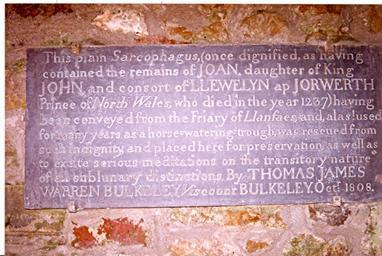 This plain Sarcophagus, (once dignified, as having
contained the remains of JOAN, daughter of King
JOHN, and consort of LLEWELYN ap JORWERTH
Prince of North Wales, who died in the year 1237) having
been conveyed from the Friary of Llanfaes, and, alas! used
for many years as a horse-watering-trough, was rescued from
such indignity, and placed here for preservation, as well as
to excite serious meditations on the transitory nature
of all sublunary distinctions. By THOMAS JAMES
WARREN BULKELEY, Viscount BULKELEY, Octr 1808.